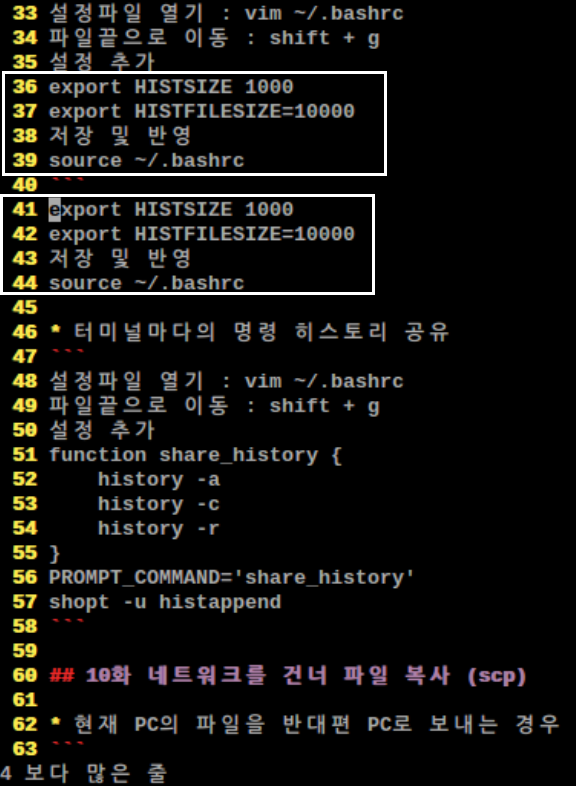 33 설정파일 열기 : vim ~/.bashrc
34 파일끝으로 이동 : shift + g
35 설정 추가
36 export HISTSIZE 1000
37 export HISTFILESIZE=10000
38 저장 및 반영
39 source ~/.bashrc
40 ```
41 export HISTSIZE 1000
42 export HISTFILESIZE=10000
43 저장 및 반영
44 source ~/.bashrc
45
46 * 터미널마다의 명령 히스토리 공유
47 ```
48 설정파일 열기 : vim ~/.bashrc
49 파일끝으로 이동 : shift + g
50 설정 추가
51 function share_history {
52     history -a
53     history -c
54     history -r
55 }
56 PROMPT_COMMAND='share_history'
57 shopt -u histappend
58 ```
59
60 ## 10화 네트워크를 건너 파일 복사 (scp)
61
62 * 현재 PC의 파일을 반대편 PC로 보내는 경우
63 ```
4 보다 많은 줄